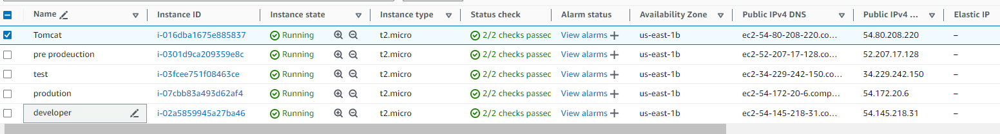 Name Instance ID Instance state Instance type Status check Alarm status Availability Zone Public IPv4 DNS Public IPv4 ... Elastic IP
Tomcat i-016dba1675e885837 Running t2.micro 2/2 checks passed View alarms + us-east-1b ec2-54-80-208-220.co... 54.80.208.220 –
pre prodeuction i-0301d9ca209359e8c Running t2.micro 2/2 checks passed View alarms + us-east-1b ec2-52-207-17-128.co... 52.207.17.128 –
test i-03fcee751f08463ce Running t2.micro 2/2 checks passed View alarms + us-east-1b ec2-34-229-242-150.co... 34.229.242.150 –
prodution i-07cbb83a493d62af4 Running t2.micro 2/2 checks passed View alarms + us-east-1b ec2-54-172-20-6.comp... 54.172.20.6 –
developer i-02a5859945a27ba46 Running t2.micro 2/2 checks passed View alarms + us-east-1b ec2-54-145-218-31.co... 54.145.218.31 –